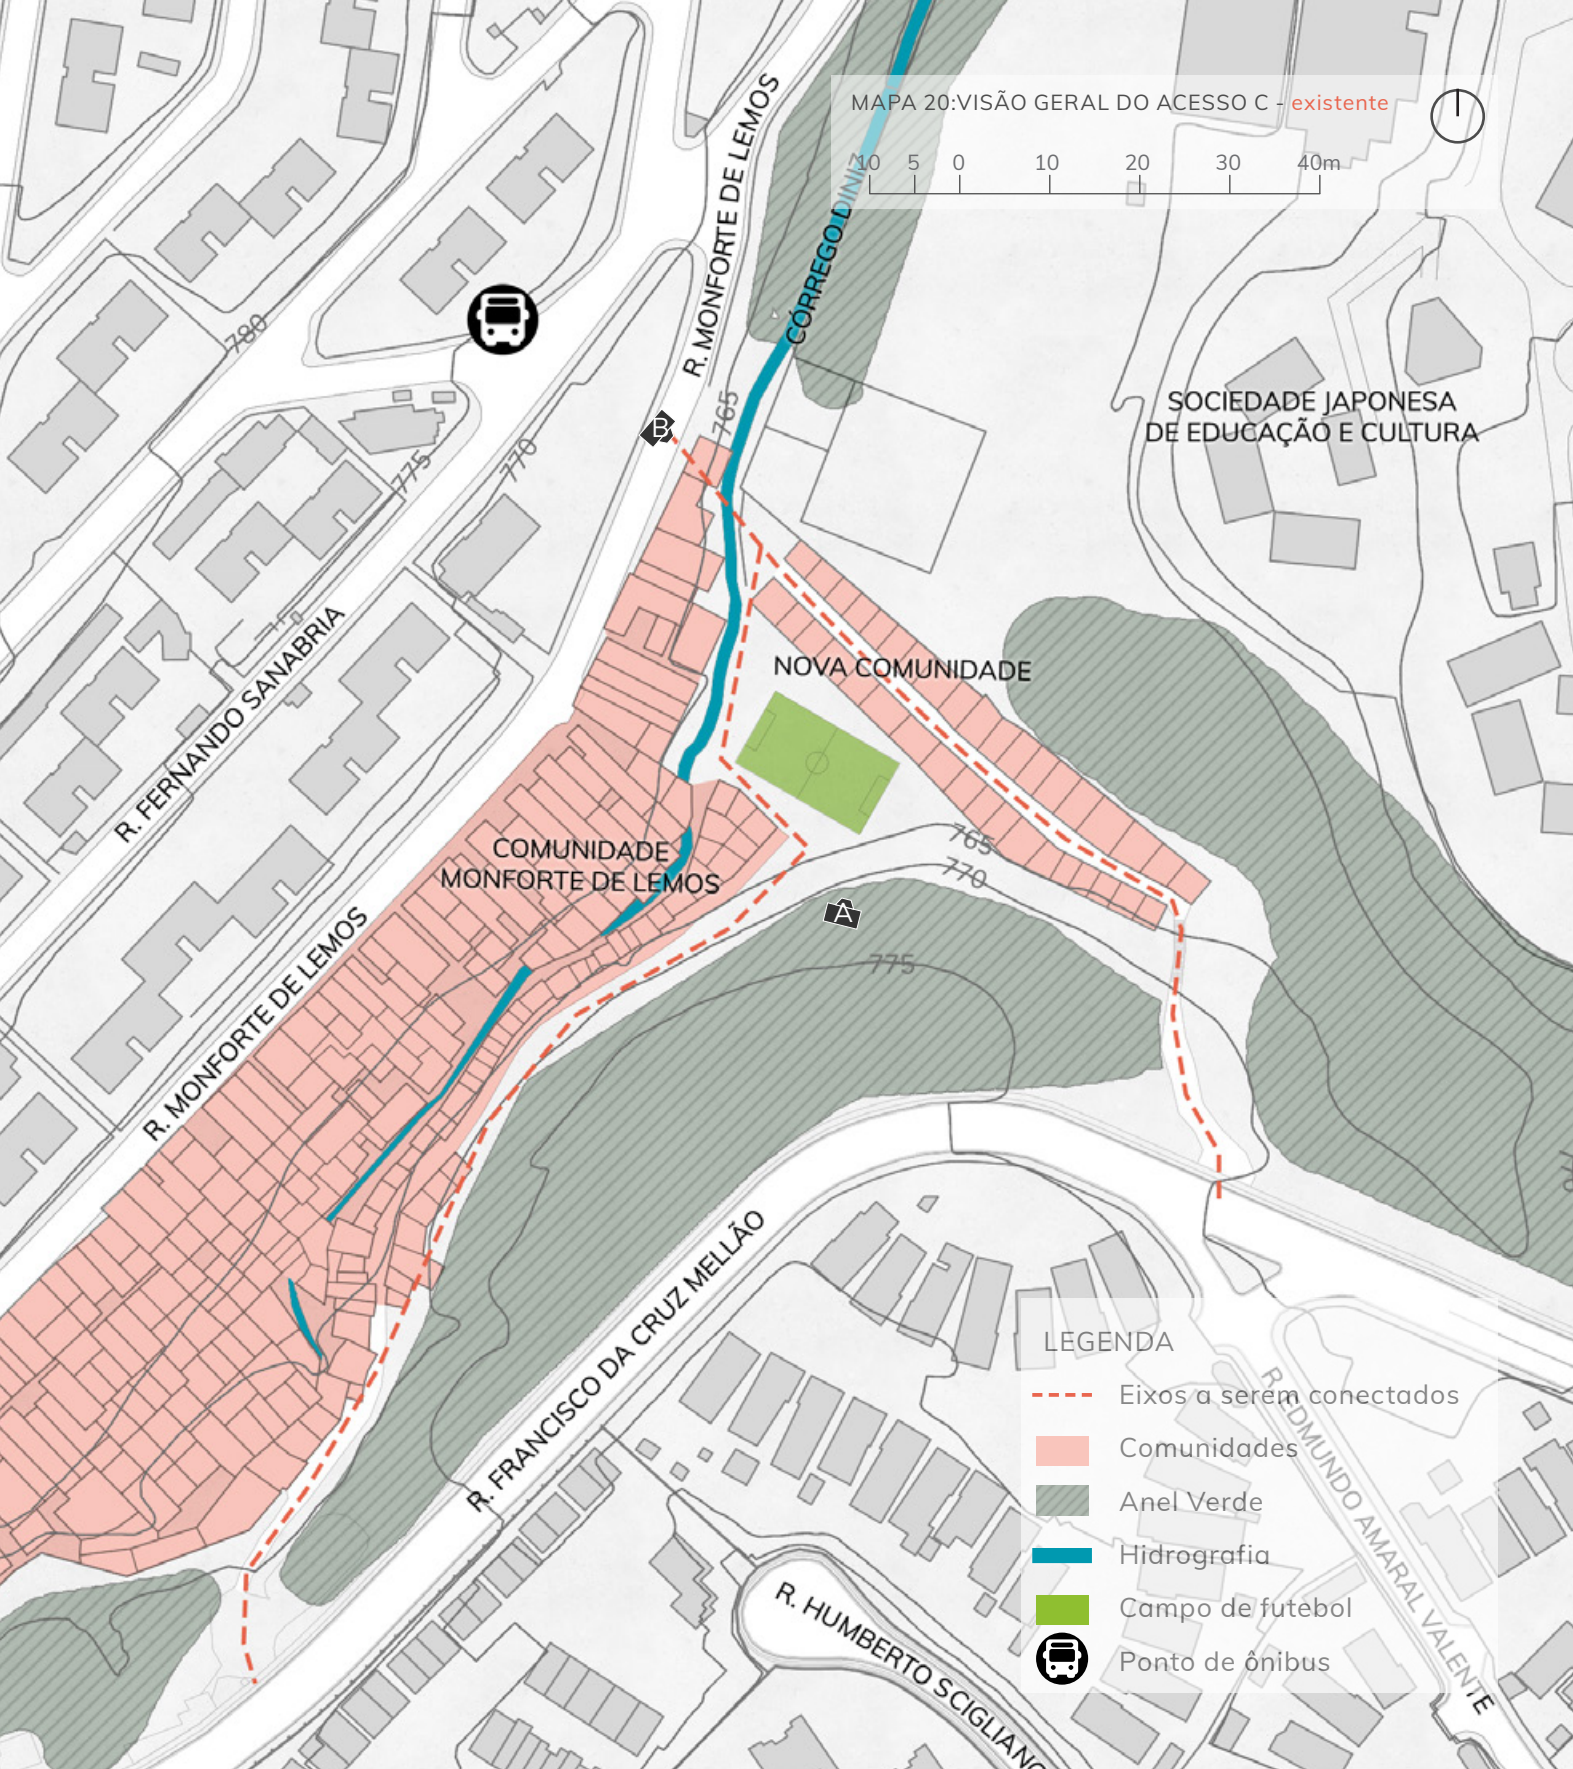 MAPA 20:VISÃO GERAL DO ACESSO C - existente
10 5 0 10 20 30 40m
R. MONFORTE DE LEMOS
CÓRREGO DINIZ
780
765
775
770
B
SOCIEDADE JAPONESA
DE EDUCAÇÃO E CULTURA
R. FERNANDO SANABRIA
NOVA COMUNIDADE
COMUNIDADE
MONFORTE DE LEMOS
765
770
A
775
R. MONFORTE DE LEMOS
R. FRANCISCO DA CRUZ MELLÃO
LEGENDA
Eixos a serem conectados
Comunidades
Anel Verde
Hidrografia
Campo de futebol
Ponto de ônibus
R. EDMUNDO AMARAL VALENTE
R. HUMBERTO SCIGLIANO